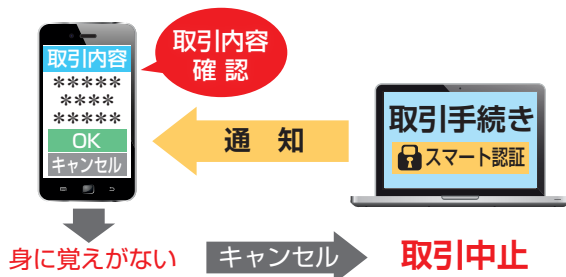 取引内容
確認
取引内容
*****
****
*****
OK
キャンセル
通 知
取引手続き
スマート認証
身に覚えがない
キャンセル
取引中止